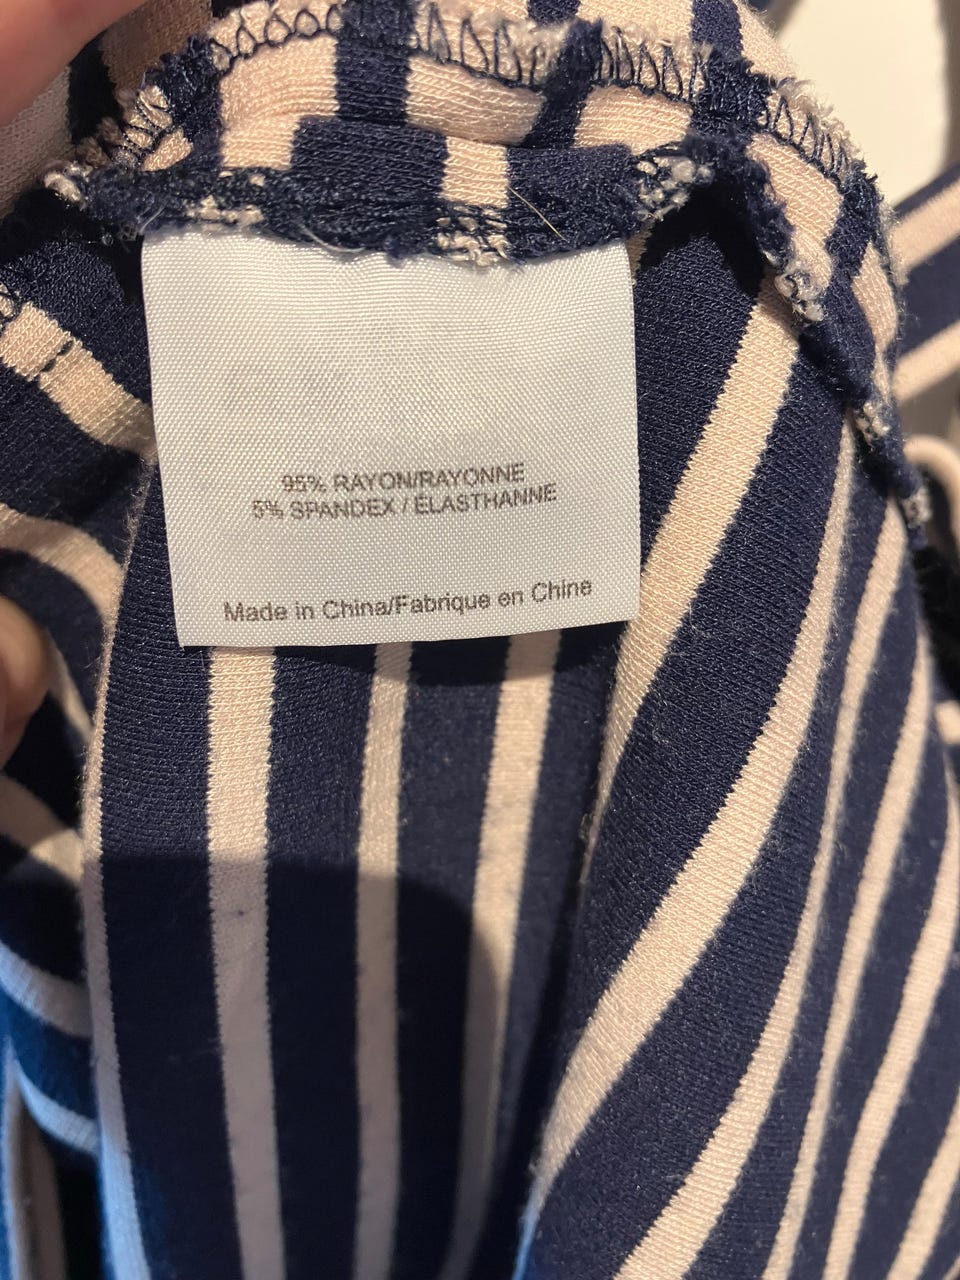 95% RAYON/RAYONNE
5% SPANDEX / ÉLASTHANNE
Made in China/Fabrique en Chine